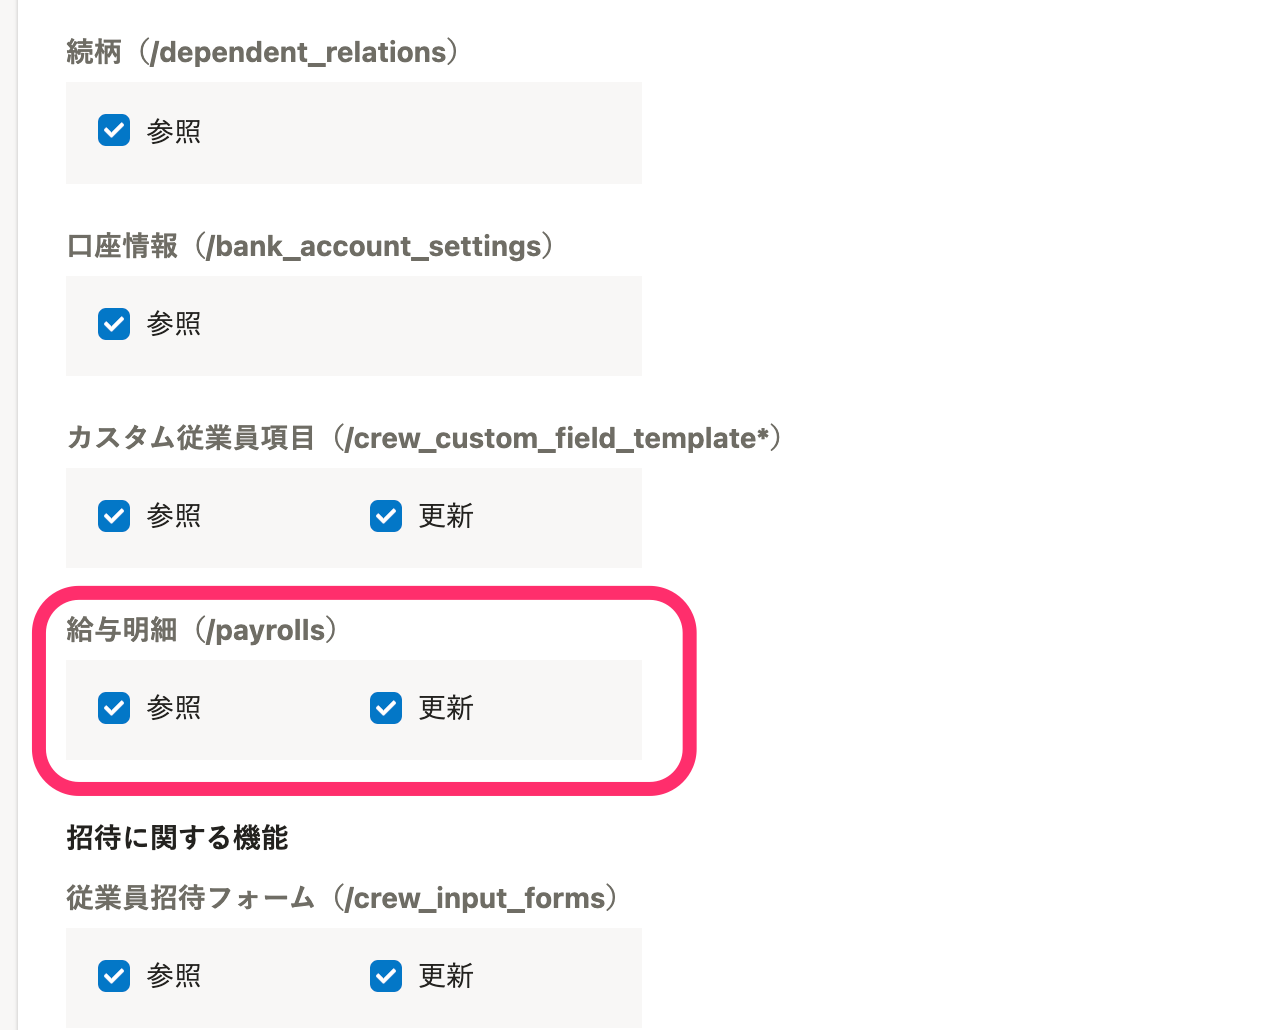 続柄（/dependent_relations）
参照
口座情報（/bank_account_settings）
参照
カスタム従業員項目（/crew_custom_field_template*）
参照 更新
給与明細（/payrolls）
参照 更新
招待に関する機能
従業員招待フォーム（/crew_input_forms）
参照 更新